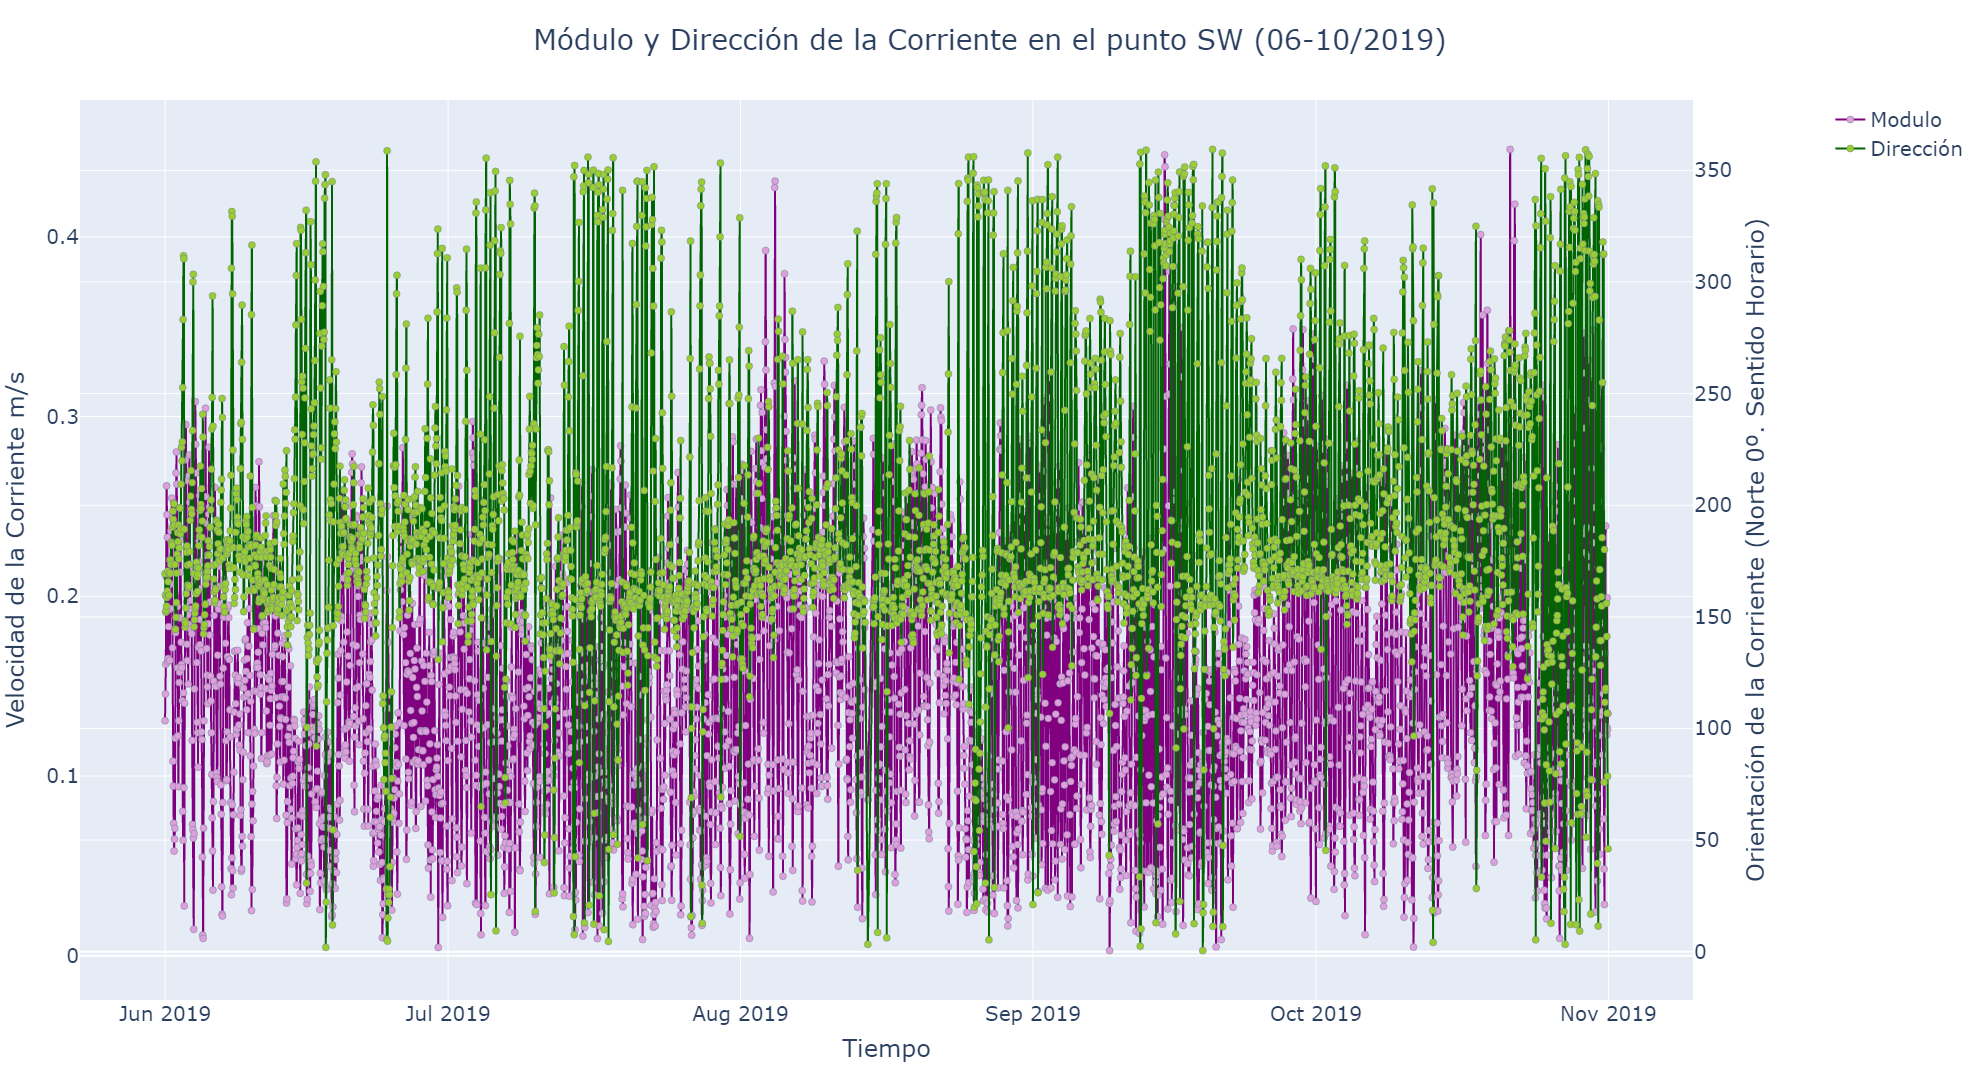 Módulo y Dirección de la Corriente en el punto SW (06-10/2019)
Modulo
Dirección
Velocidad de la Corriente m/s
0.4
0.3
0.2
0.1
0
350
300
250
200
150
100
50
0
Orientación de la Corriente (Norte 0º. Sentido Horario)
Jun 2019
Jul 2019
Aug 2019
Sep 2019
Oct 2019
Nov 2019
Tiempo